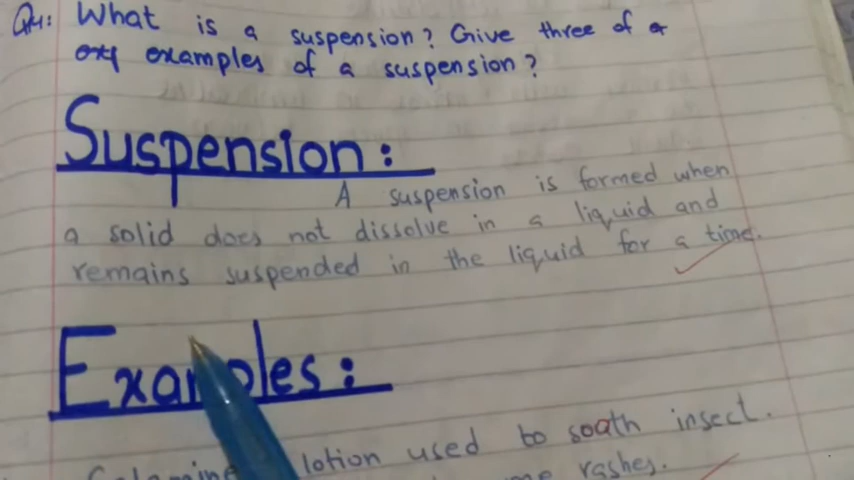 Q4: What is a suspension? Give three of a
examples of a suspension?
Suspension:
A suspension is formed when
a solid does not dissolve in a liquid and
remains suspended in the liquid for a time.
Examples:
lotion used to soath insect.
rashes.